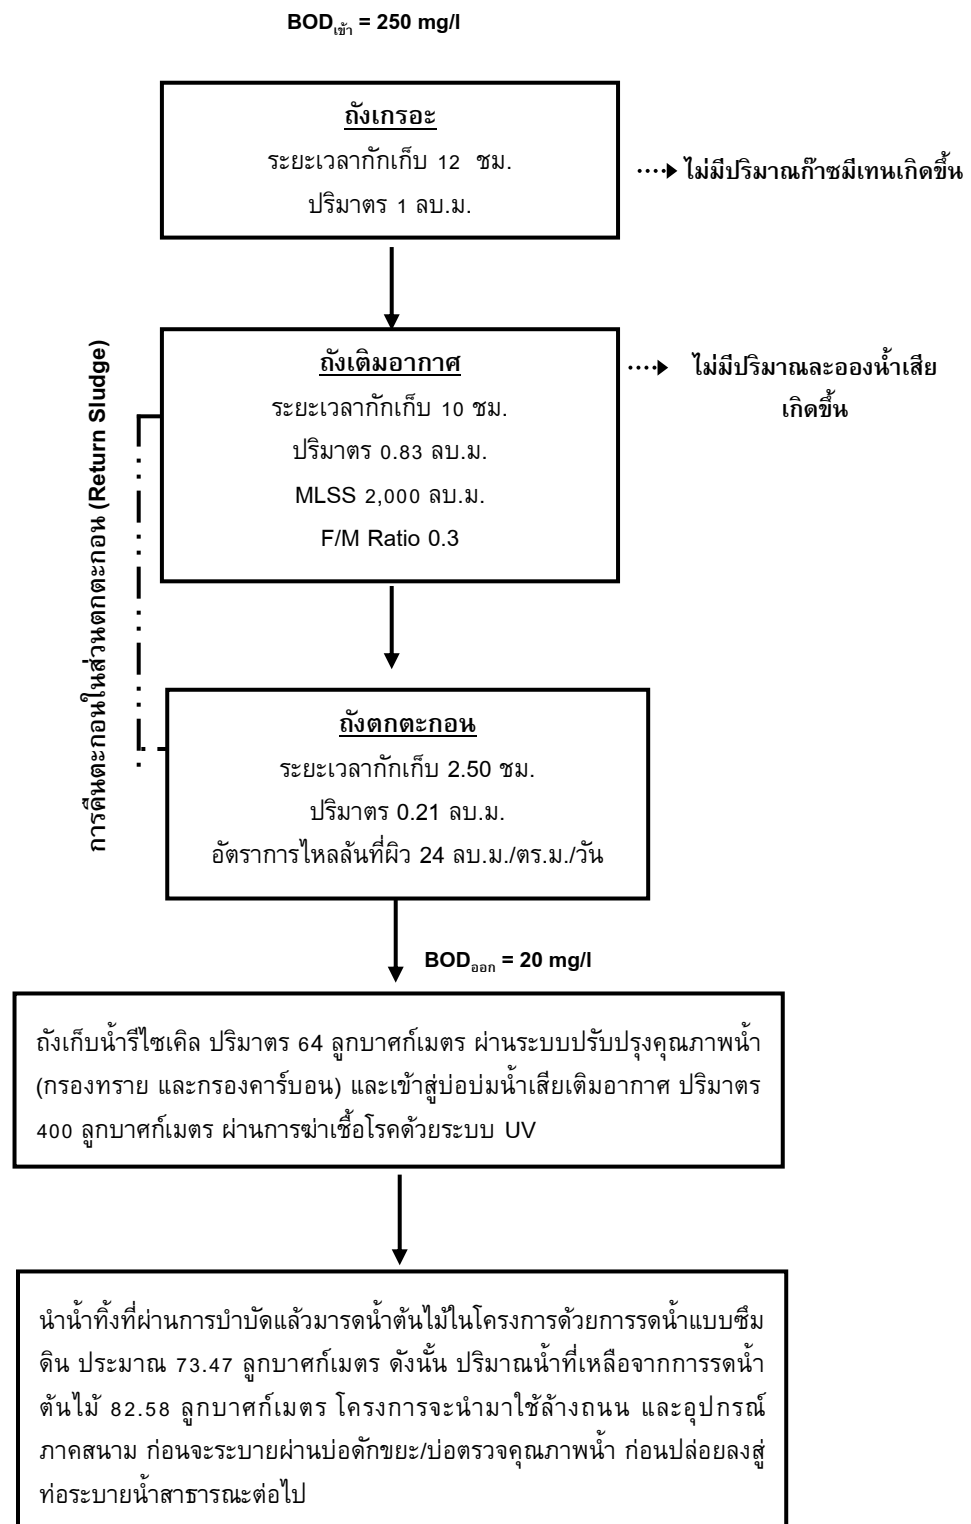 BODเข้า = 250 mg/l
ถังเกรอะ
ระยะเวลากักเก็บ 12 ชม.
ปริมาตร 1 ลบ.ม.
ไม่มีปริมาณก๊าซมีเทนเกิดขึ้น
ถังเติมอากาศ
ระยะเวลากักเก็บ 10 ชม.
ปริมาตร 0.83 ลบ.ม.
MLSS 2,000 ลบ.ม.
F/M Ratio 0.3
ไม่มีปริมาณละอองน้ำเสีย
เกิดขึ้น
การคืนตะกอนในส่วนตกตะกอน (Return Sludge)
ถังตกตะกอน
ระยะเวลากักเก็บ 2.50 ชม.
ปริมาตร 0.21 ลบ.ม.
อัตราการไหลล้นที่ผิว 24 ลบ.ม./ตร.ม./วัน
BODออก = 20 mg/l
ถังเก็บน้ำรีไซเคิล ปริมาตร 64 ลูกบาศก์เมตร ผ่านระบบปรับปรุงคุณภาพน้ำ
(กรองทราย และกรองคาร์บอน) และเข้าสู่บ่อบ่มน้ำเสียเติมอากาศ ปริมาตร
400 ลูกบาศก์เมตร ผ่านการฆ่าเชื้อโรคด้วยระบบ UV
นำน้ำทิ้งที่ผ่านการบำบัดแล้วมารดน้ำต้นไม้ในโครงการด้วยการรดน้ำแบบซึม
ดิน ประมาณ 73.47 ลูกบาศก์เมตร ดังนั้น ปริมาณน้ำที่เหลือจากการรดน้ำ
ต้นไม้ 82.58 ลูกบาศก์เมตร โครงการจะนำมาใช้ล้างถนน และอุปกรณ์
ภาคสนาม ก่อนจะระบายผ่านบ่อดักขยะ/บ่อตรวจคุณภาพน้ำ ก่อนปล่อยลงสู่
ท่อระบายน้ำสาธารณะต่อไป